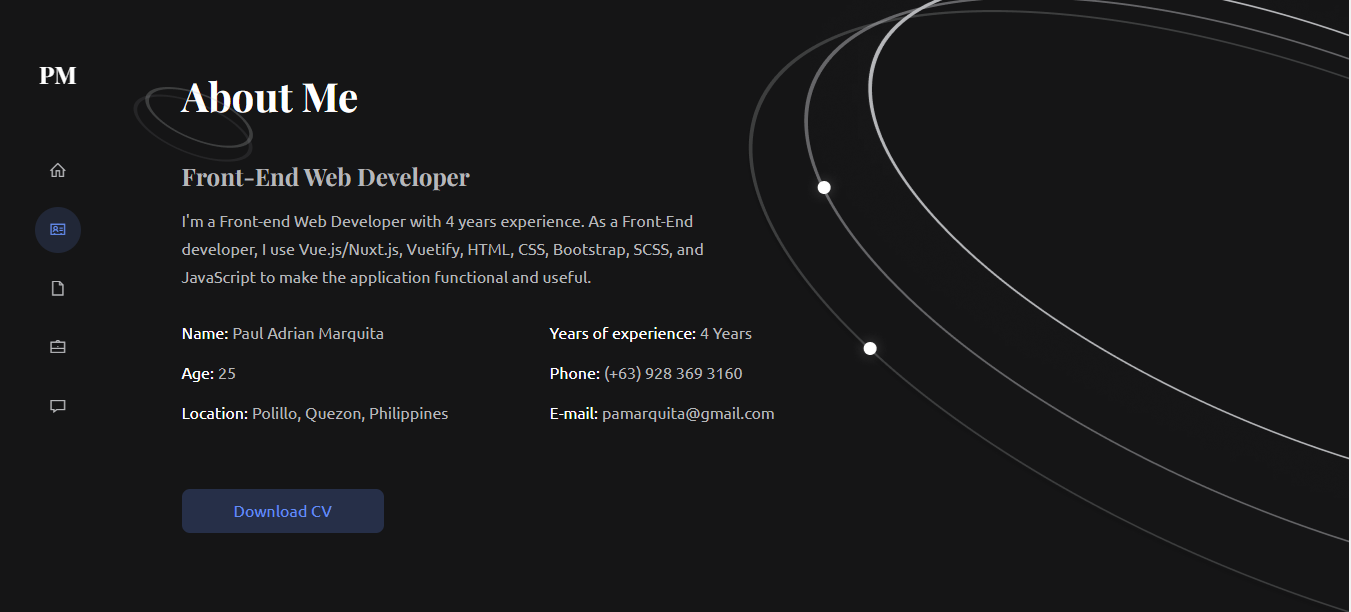 PM
About Me
Front-End Web Developer
I'm a Front-end Web Developer with 4 years experience. As a Front-End
developer, I use Vue.js/Nuxt.js, Vuetify, HTML, CSS, Bootstrap, SCSS, and
JavaScript to make the application functional and useful.
Name: Paul Adrian Marquita
Years of experience: 4 Years
Age: 25
Phone: (+63) 928 369 3160
Location: Polillo, Quezon, Philippines
E-mail: pamarquita@gmail.com
Download CV